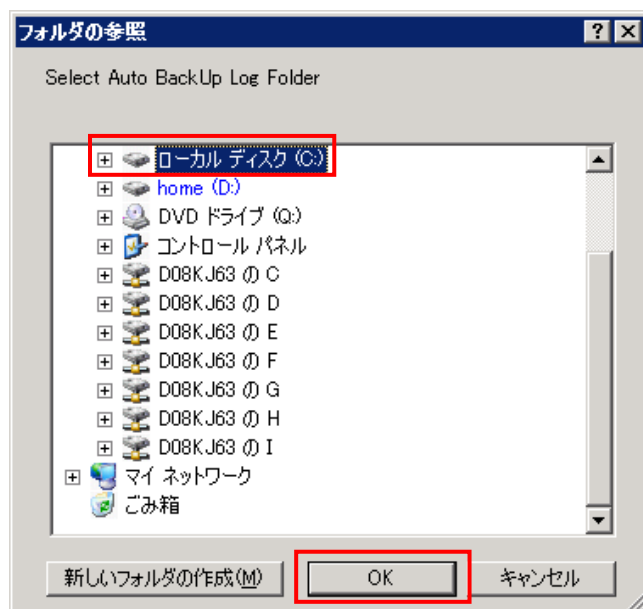 フォルダの参照
Select Auto BackUp Log Folder
ローカル ディスク (C:)
home (D:)
DVD ドライブ (Q:)
コントロール パネル
D08KJ63 の C
D08KJ63 の D
D08KJ63 の E
D08KJ63 の F
D08KJ63 の G
D08KJ63 の H
D08KJ63 の I
マイ ネットワーク
ごみ箱
新しいフォルダの作成(M) OK キャンセル